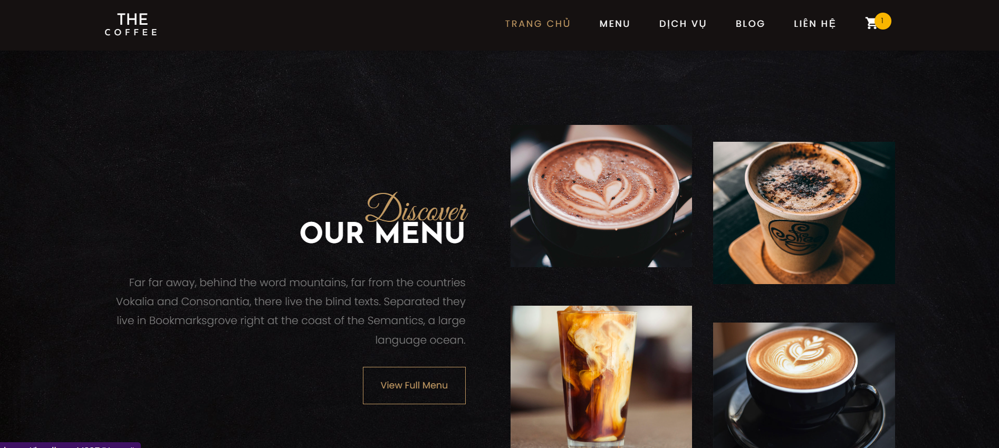 THE
COFFEE
TRANG CHỦ
MENU
DỊCH VỤ
BLOG
LIÊN HỆ
1
Discover
OUR MENU
Far far away, behind the word mountains, far from the countries
Vokalia and Consonantia, there live the blind texts. Separated they
live in Bookmarksgrove right at the coast of the Semantics, a large
language ocean.
View Full Menu
Coffee